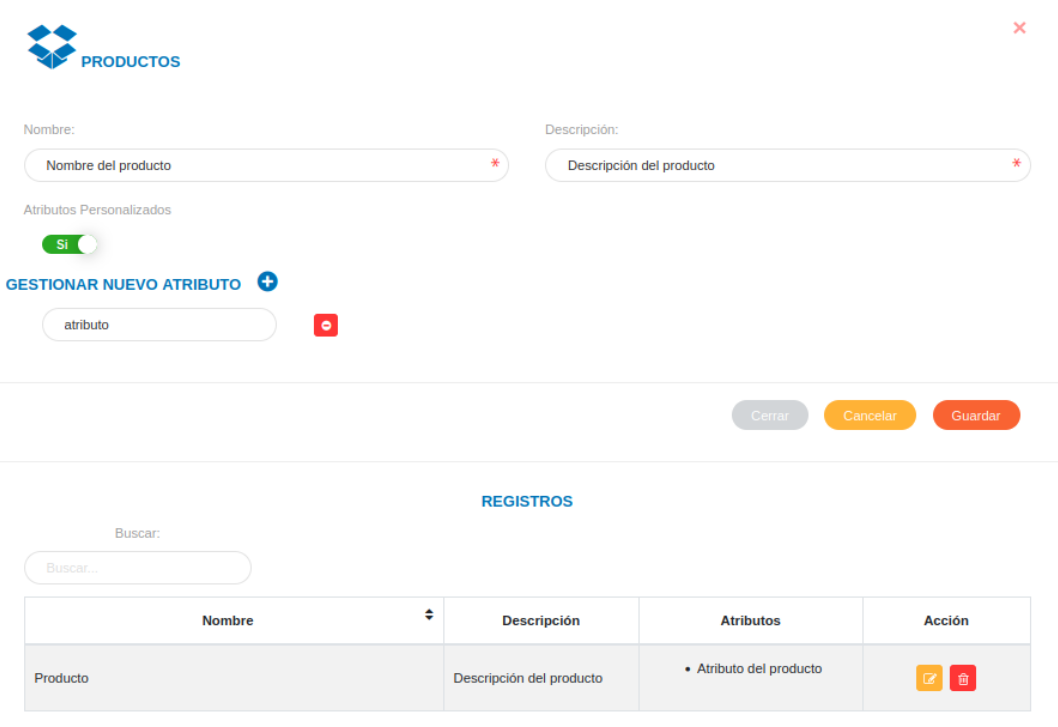 PRODUCTOS
Nombre: Descripción:
Nombre del producto * Descripción del producto *
Atributos Personalizados
Si
GESTIONAR NUEVO ATRIBUTO
atributo
Cerrar Cancelar Guardar
REGISTROS
Buscar:
Buscar...
Nombre Descripción Atributos Acción
Producto Descripción del producto • Atributo del producto